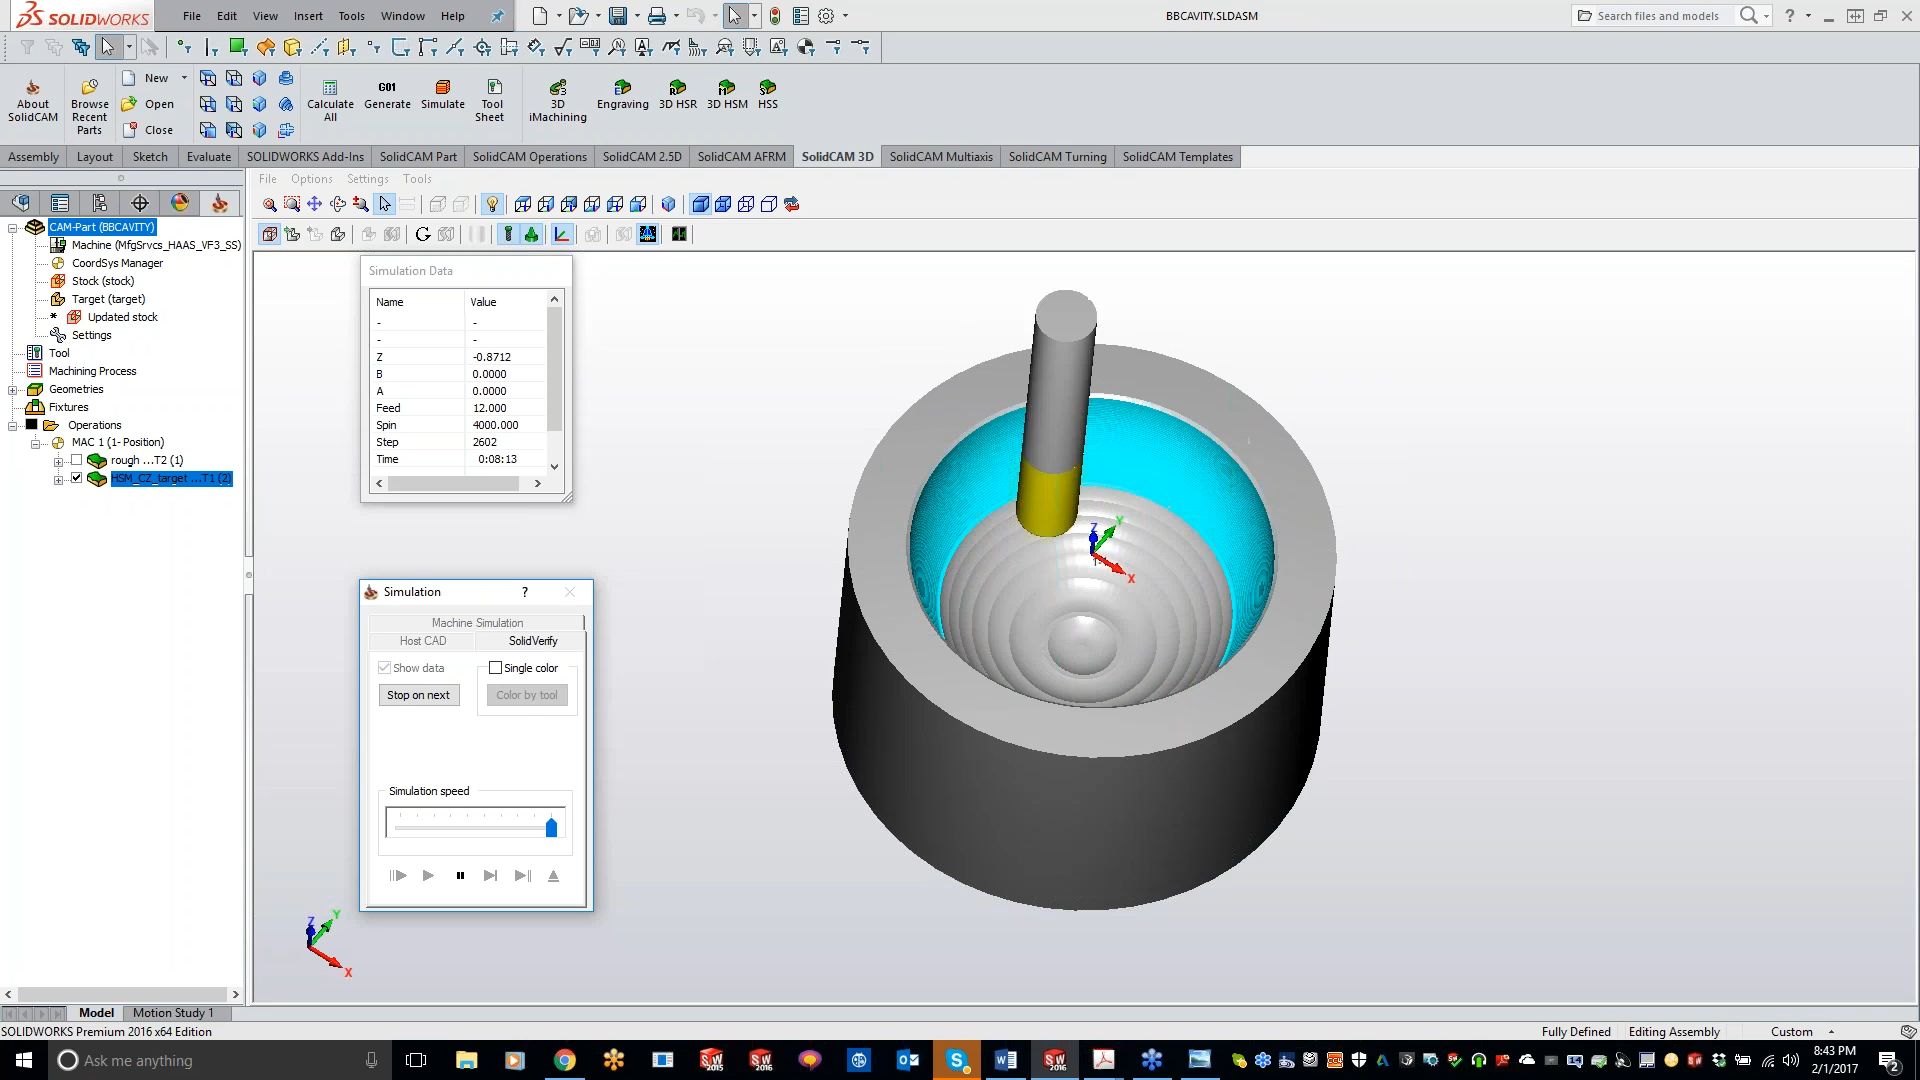 SOLIDWORKS
File Edit View Insert Tools Window Help
BBCAVITY.SLDASM
Search files and models
About SolidCAM
Browse Recent Parts
New
Open
Close
Calculate All
G01
Generate
Simulate
Tool Sheet
3D iMachining
Engraving
3D HSR
3D HSM
HSS
Assembly Layout Sketch Evaluate SOLIDWORKS Add-Ins SolidCAM Part SolidCAM Operations SolidCAM 2.5D SolidCAM AFRM SolidCAM 3D SolidCAM Multiaxis SolidCAM Turning SolidCAM Templates
File Options Settings Tools
CAM-Part (BBCAVITY)
Machine (MfgSrvcs_HAAS_VF3_SS)
CoordSys Manager
Stock (stock)
Target (target)
* Updated stock
Settings
Tool
Machining Process
Geometries
Fixtures
Operations
MAC 1 (1- Position)
rough ...T2 (1)
HSM_CZ_target ...T1 (2)
Simulation Data
Name Value
- -
- -
Z -0.8712
B 0.0000
A 0.0000
Feed 12.000
Spin 4000.000
Step 2602
Time 0:08:13
Simulation ?
Machine Simulation
Host CAD SolidVerify
Show data
Single color
Stop on next
Color by tool
Simulation speed
Z Y X
Z Y X
Model Motion Study 1
SOLIDWORKS Premium 2016 x64 Edition
Fully Defined Editing Assembly Custom
Ask me anything
8:43 PM
2/1/2017